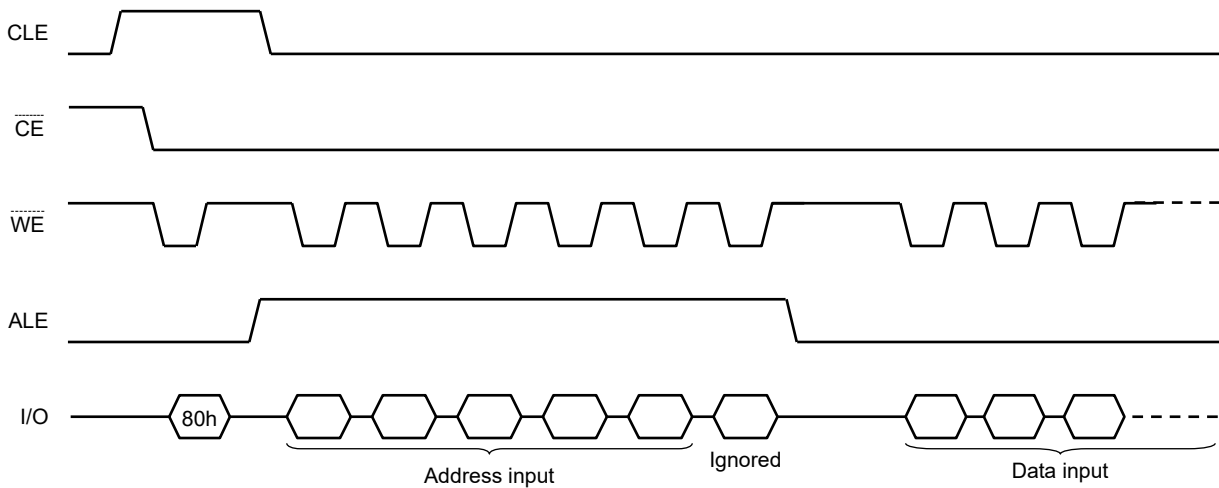 CLE
CE
WE
ALE
I/O
80h
Address input
Ignored
Data input